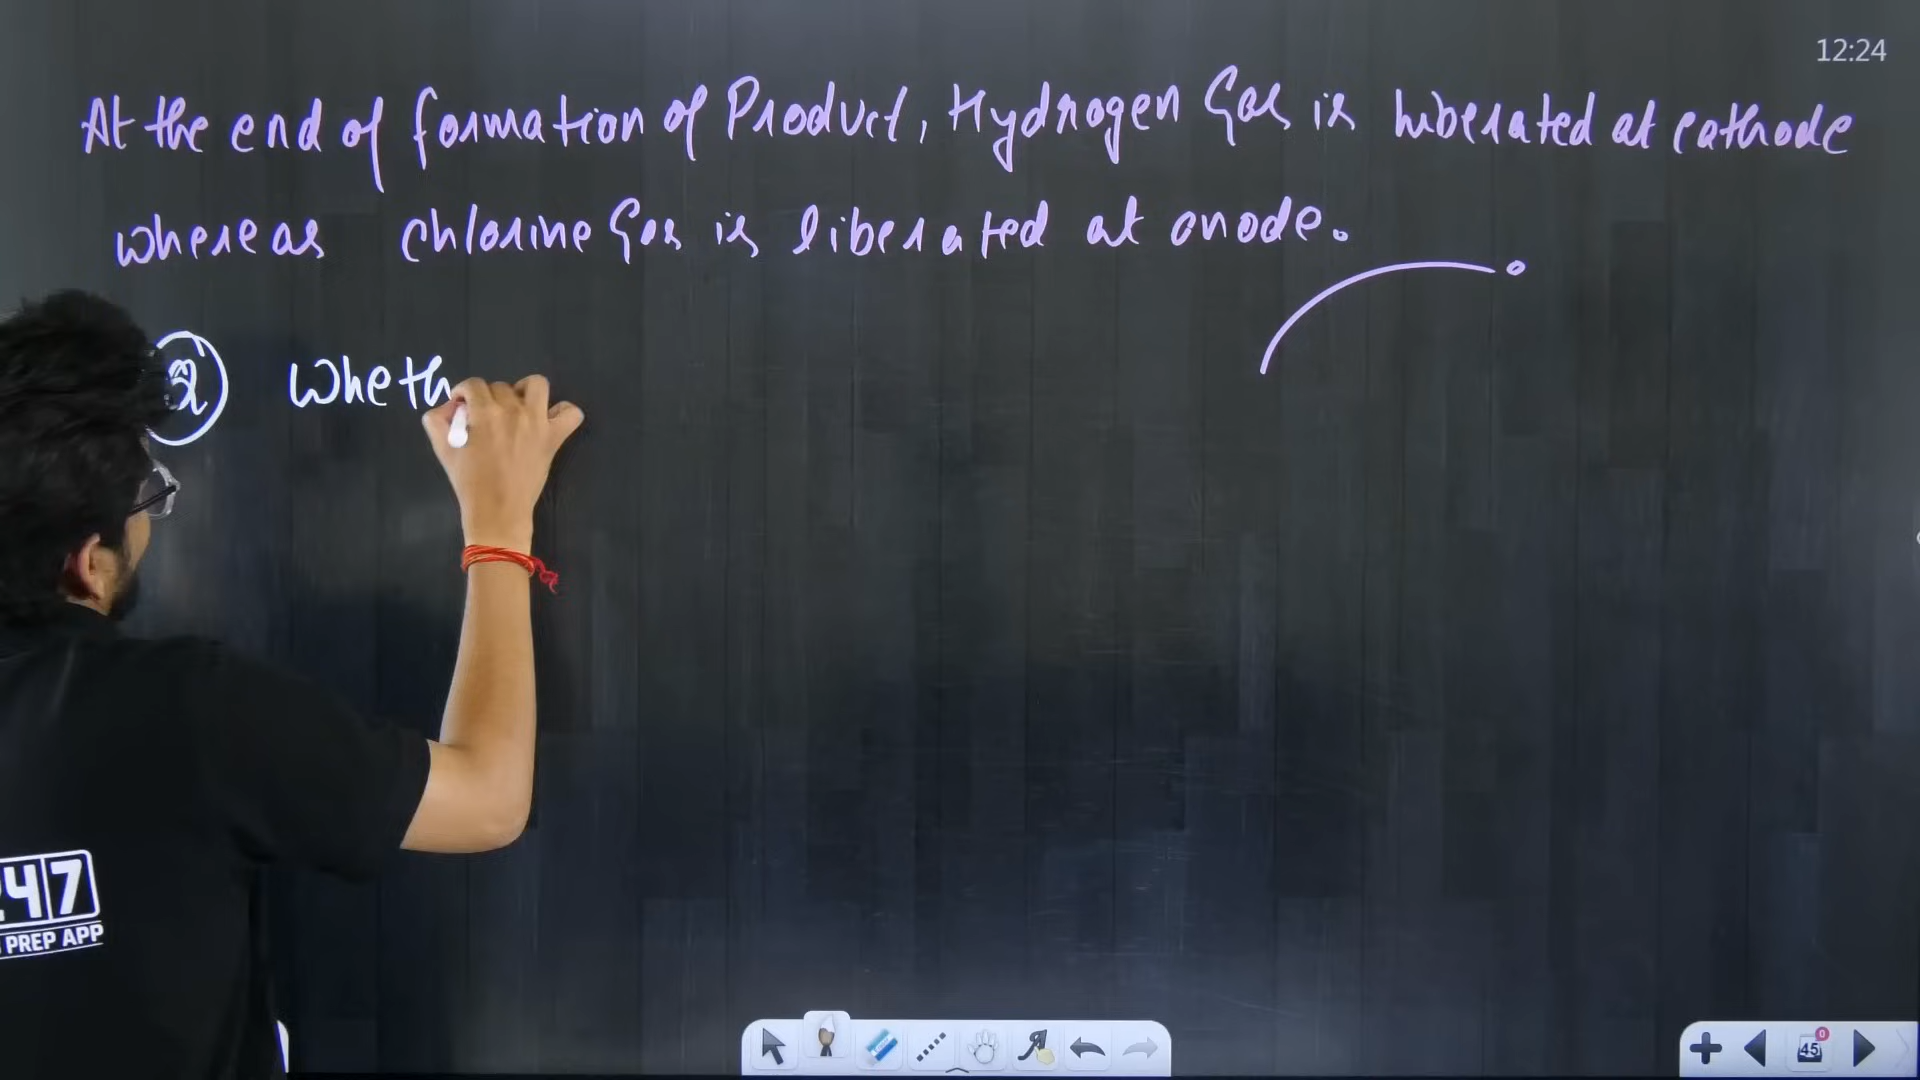 12:24
At the end of formation of Product, Hydrogen Gas is liberated at cathode
whereas chlorine Gas is liberated at anode.
Wheth
247
PREP APP
45
0